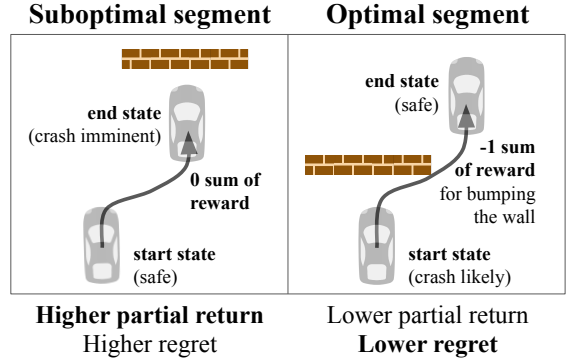 Suboptimal segment
end state
(crash imminent)
0 sum of
reward
start state
(safe)
Higher partial return
Higher regret
Optimal segment
end state
(safe)
-1 sum
of reward
for bumping
the wall
start state
(crash likely)
Lower partial return
Lower regret